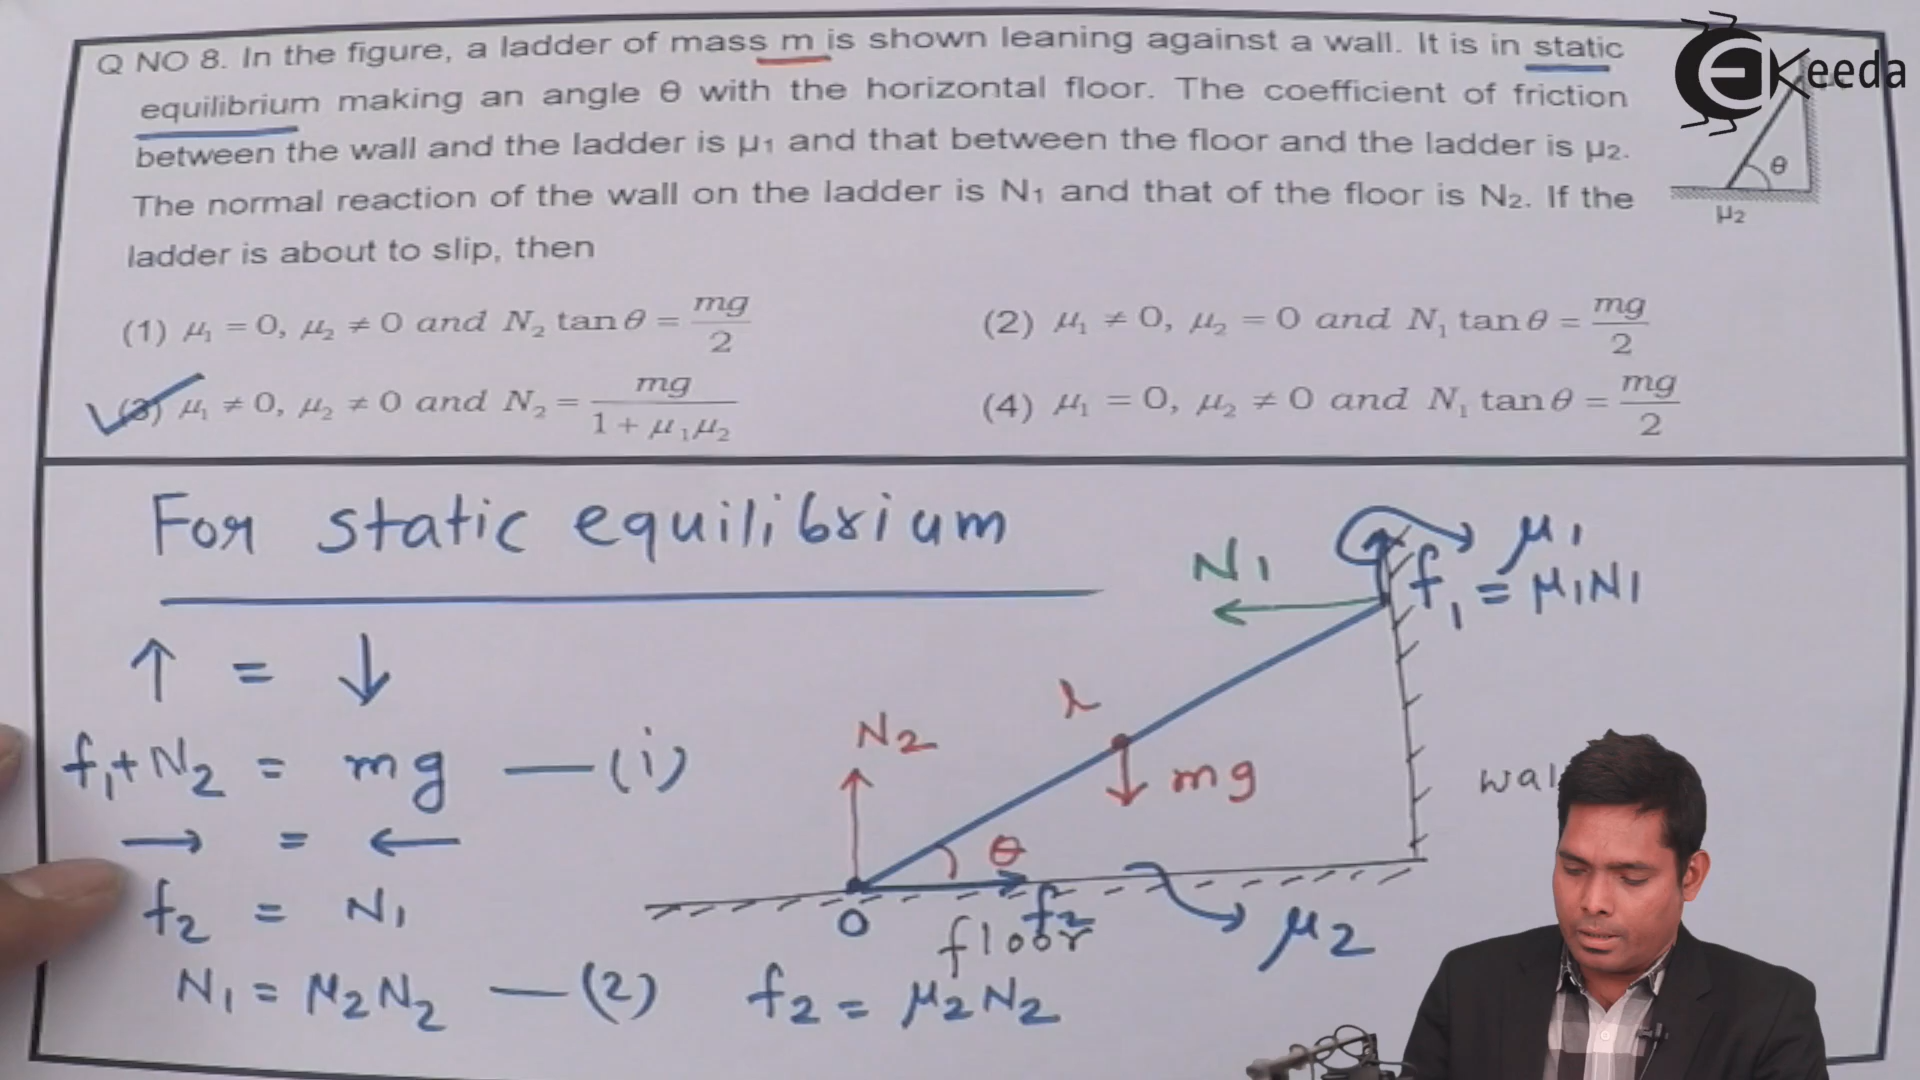 Q NO 8. In the figure, a ladder of mass m is shown leaning against a wall. It is in static
equilibrium making an angle θ with the horizontal floor. The coefficient of friction
between the wall and the ladder is μ1 and that between the floor and the ladder is μ2.
The normal reaction of the wall on the ladder is N1 and that of the floor is N2. If the
ladder is about to slip, then
Keeda
θ
μ2
(1) μ₁ = 0, μ₂ ≠ 0 and N₂ tan θ = mg/2
(2) μ₁ ≠ 0, μ₂ = 0 and N₁ tan θ = mg/2
(3) μ₁ ≠ 0, μ₂ ≠ 0 and N₂ = mg/(1 + μ₁μ₂)
(4) μ₁ = 0, μ₂ ≠ 0 and N₁ tan θ = mg/2
For static equilibrium
↑ = ↓
f₁+N₂ = mg —(i)
→ = ←
f₂ = N₁
N₁ = μ₂N₂ —(2)
f₂ = μ₂N₂
N₁
μ₁
f₁ = μ₁N₁
N₂
mg
θ
O
f₂
floor
μ₂